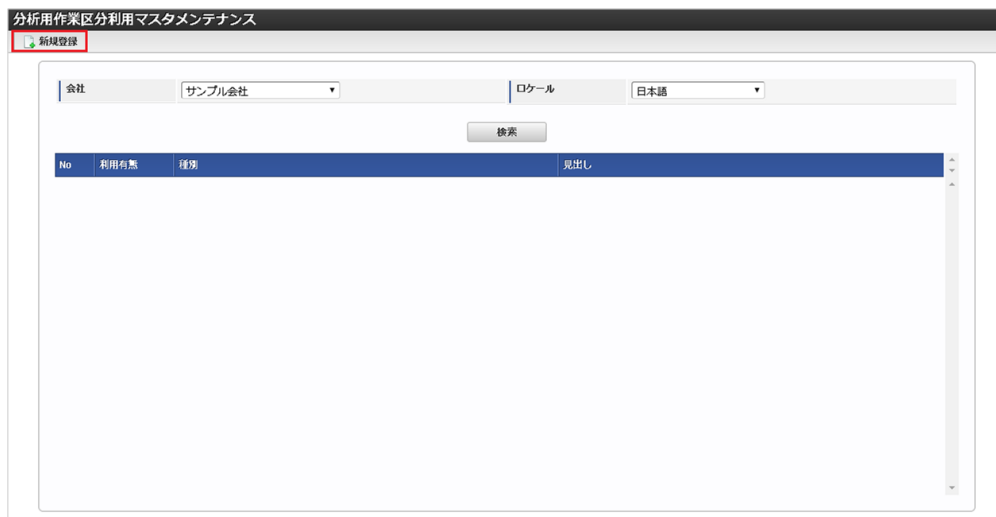 分析用作業区分利用マスタメンテナンス
新規登録
会社 サンプル会社 ロケール 日本語
検索
No 利用有無 種別 見出し